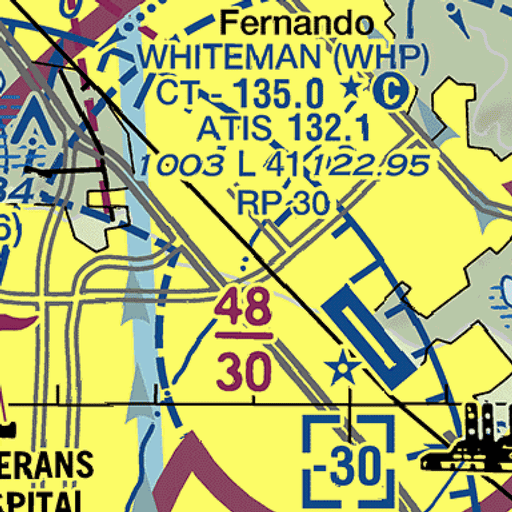 Fernando
WHITEMAN (WHP)
CT - 135.0 ★ C
ATIS 132.1
1003 L 41 122.95
RP 30
6)
48
30
-30
ERANS
SPITAL